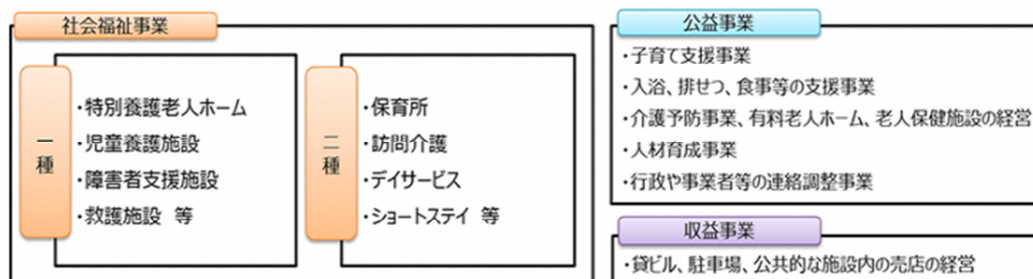 社会福祉事業
一種
・特別養護老人ホーム
・児童養護施設
・障害者支援施設
・救護施設 等
二種
・保育所
・訪問介護
・デイサービス
・ショートステイ 等
公益事業
・子育て支援事業
・入浴、排せつ、食事等の支援事業
・介護予防事業、有料老人ホーム、老人保健施設の経営
・人材育成事業
・行政や事業者等の連絡調整事業
収益事業
・貸ビル、駐車場、公共的な施設内の売店の経営